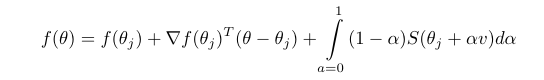 f(θ) = f(θ_j) + ∇f(θ_j)^T(θ − θ_j) + ∫_{a=0}^{1} (1 − α)S(θ_j + αv)dα